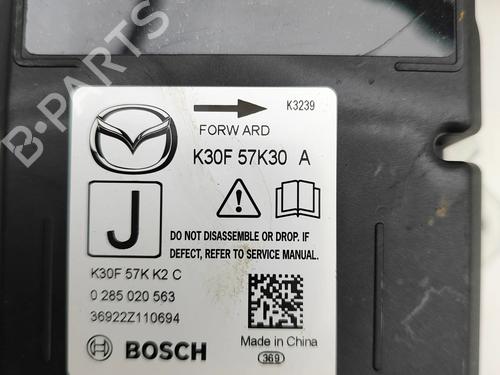 B-PARTS
K3239
FORWARD
K30F 57K30 A
J
DO NOT DISASSEMBLE OR DROP. IF
DEFECT, REFER TO SERVICE MANUAL.
K30F 57K K2 C
0 285 020 563
36922Z110694
Made in China
BOSCH
369